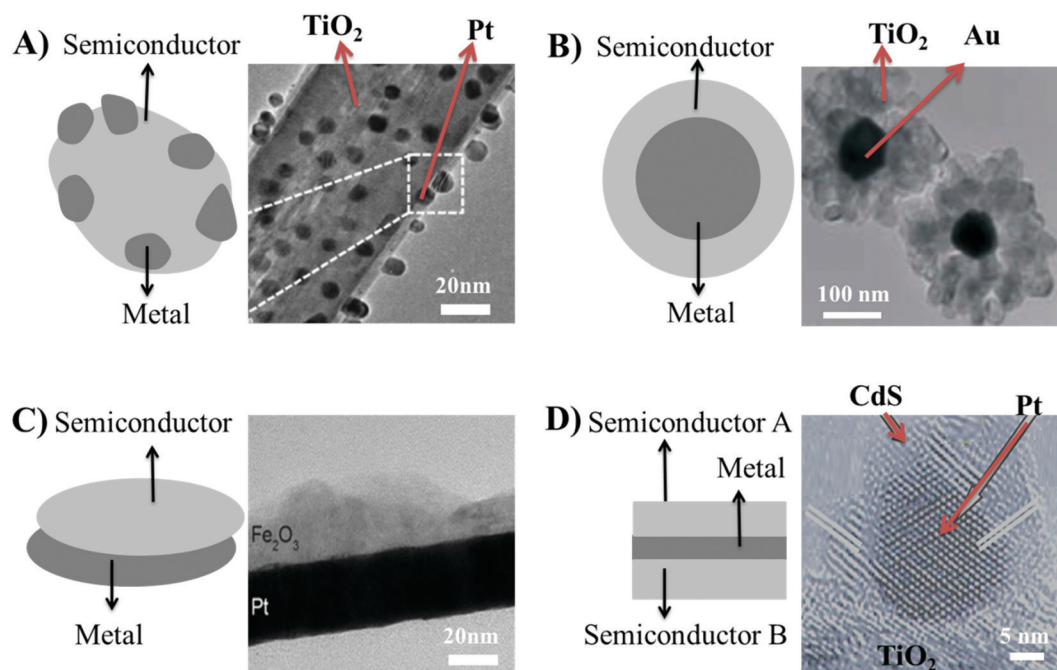 A)
Semiconductor
TiO₂
Pt
Metal
20nm
B)
Semiconductor
TiO₂
Au
Metal
100 nm
C)
Semiconductor
Metal
Fe₂O₃
Pt
20nm
D)
Semiconductor A
Metal
Semiconductor B
CdS
Pt
TiO₂
5 nm